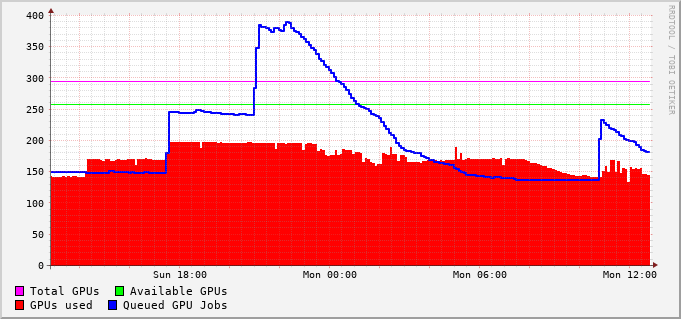 400
350
300
250
200
150
100
50
0
Sun 18:00 Mon 00:00 Mon 06:00 Mon 12:00
Total GPUs Available GPUs
GPUs used Queued GPU Jobs
RRDTOOL / TOBI OETIKER